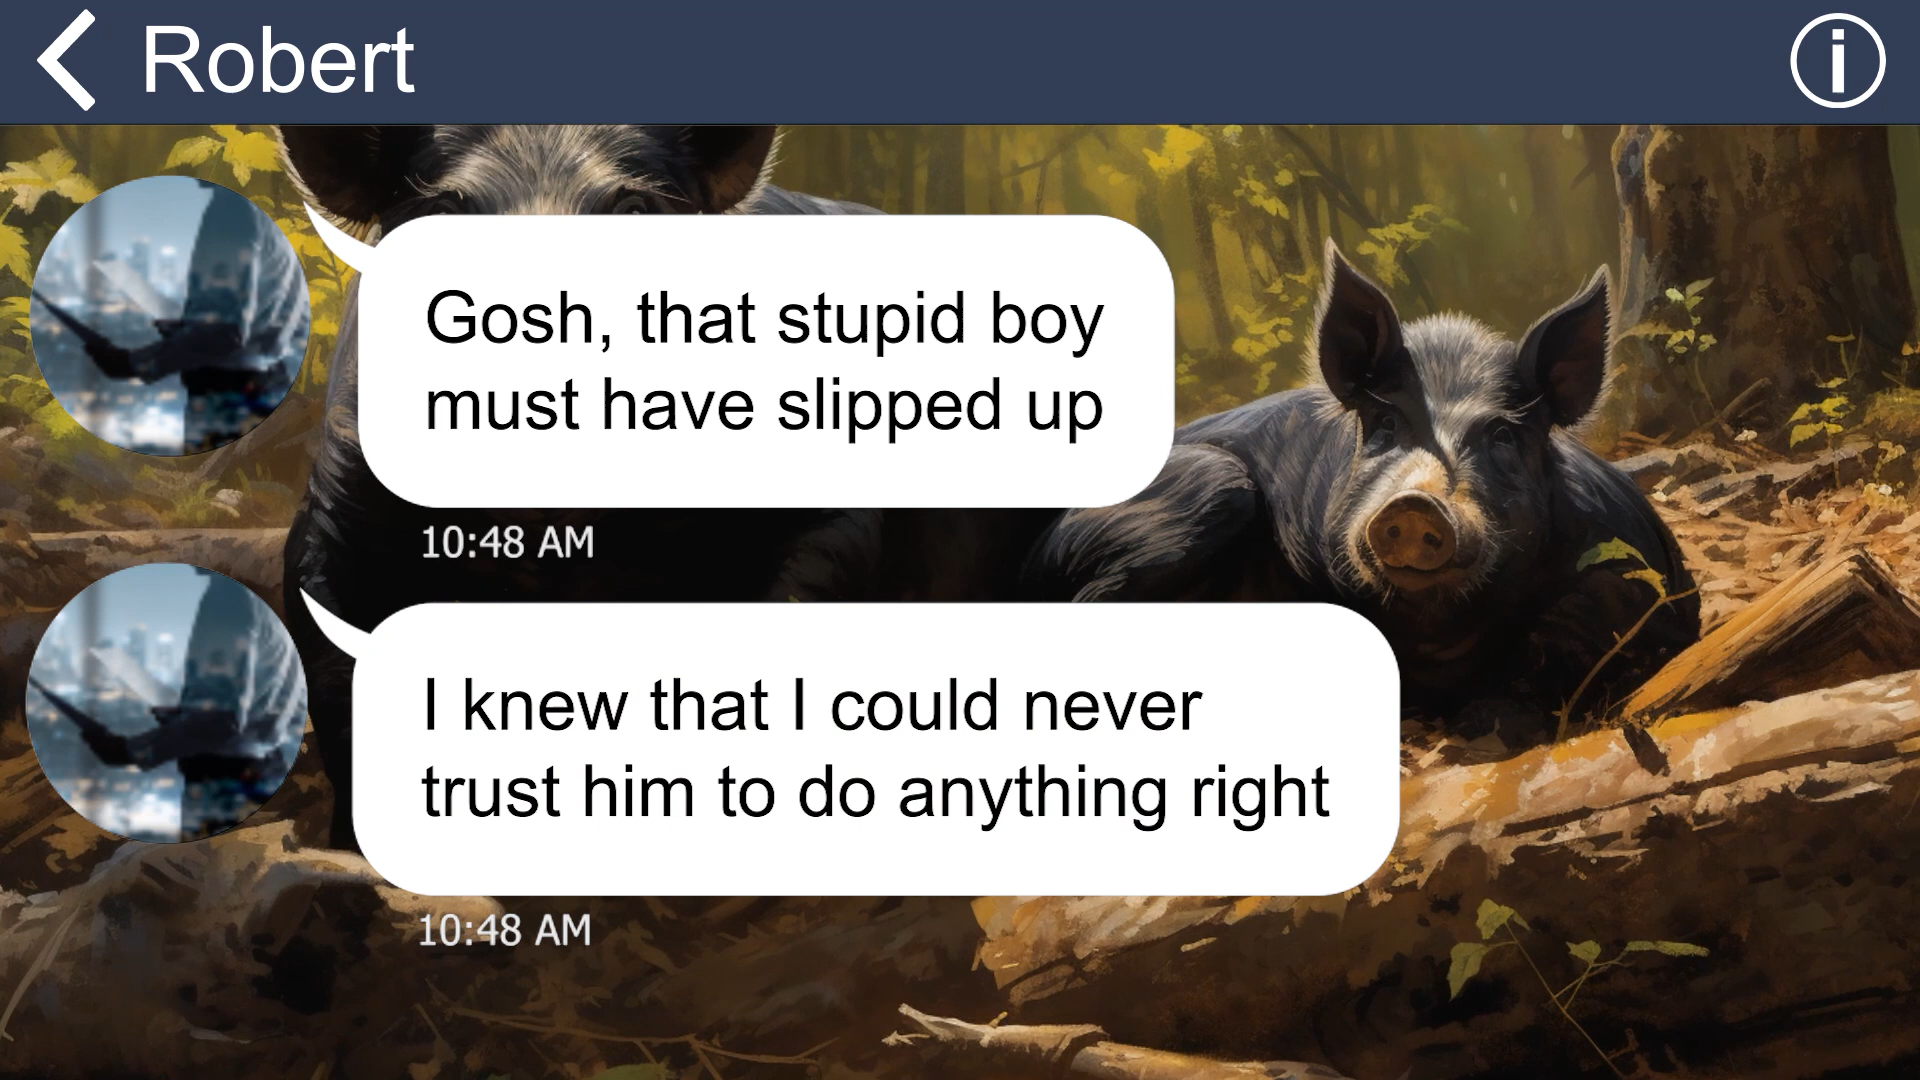 Robert
Gosh, that stupid boy
must have slipped up
10:48 AM
I knew that I could never
trust him to do anything right
10:48 AM